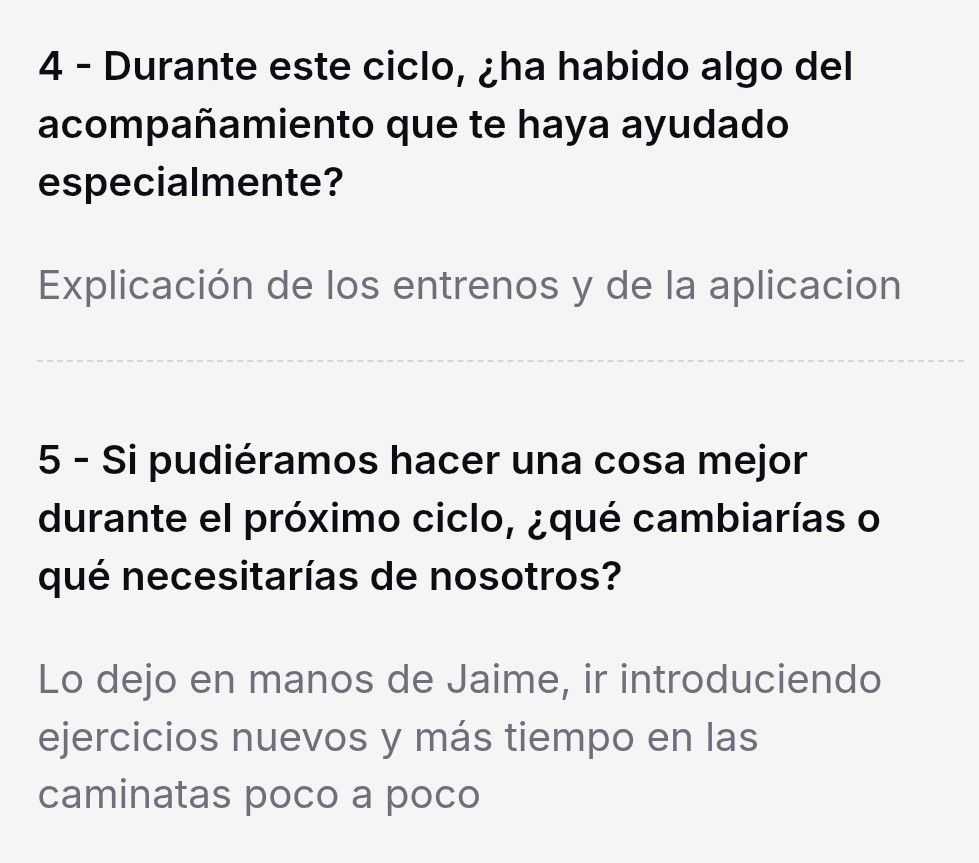 4 - Durante este ciclo, ¿ha habido algo del
acompañamiento que te haya ayudado
especialmente?
Explicación de los entrenos y de la aplicacion
5 - Si pudiéramos hacer una cosa mejor
durante el próximo ciclo, ¿qué cambiarías o
qué necesitarías de nosotros?
Lo dejo en manos de Jaime, ir introduciendo
ejercicios nuevos y más tiempo en las
caminatas poco a poco